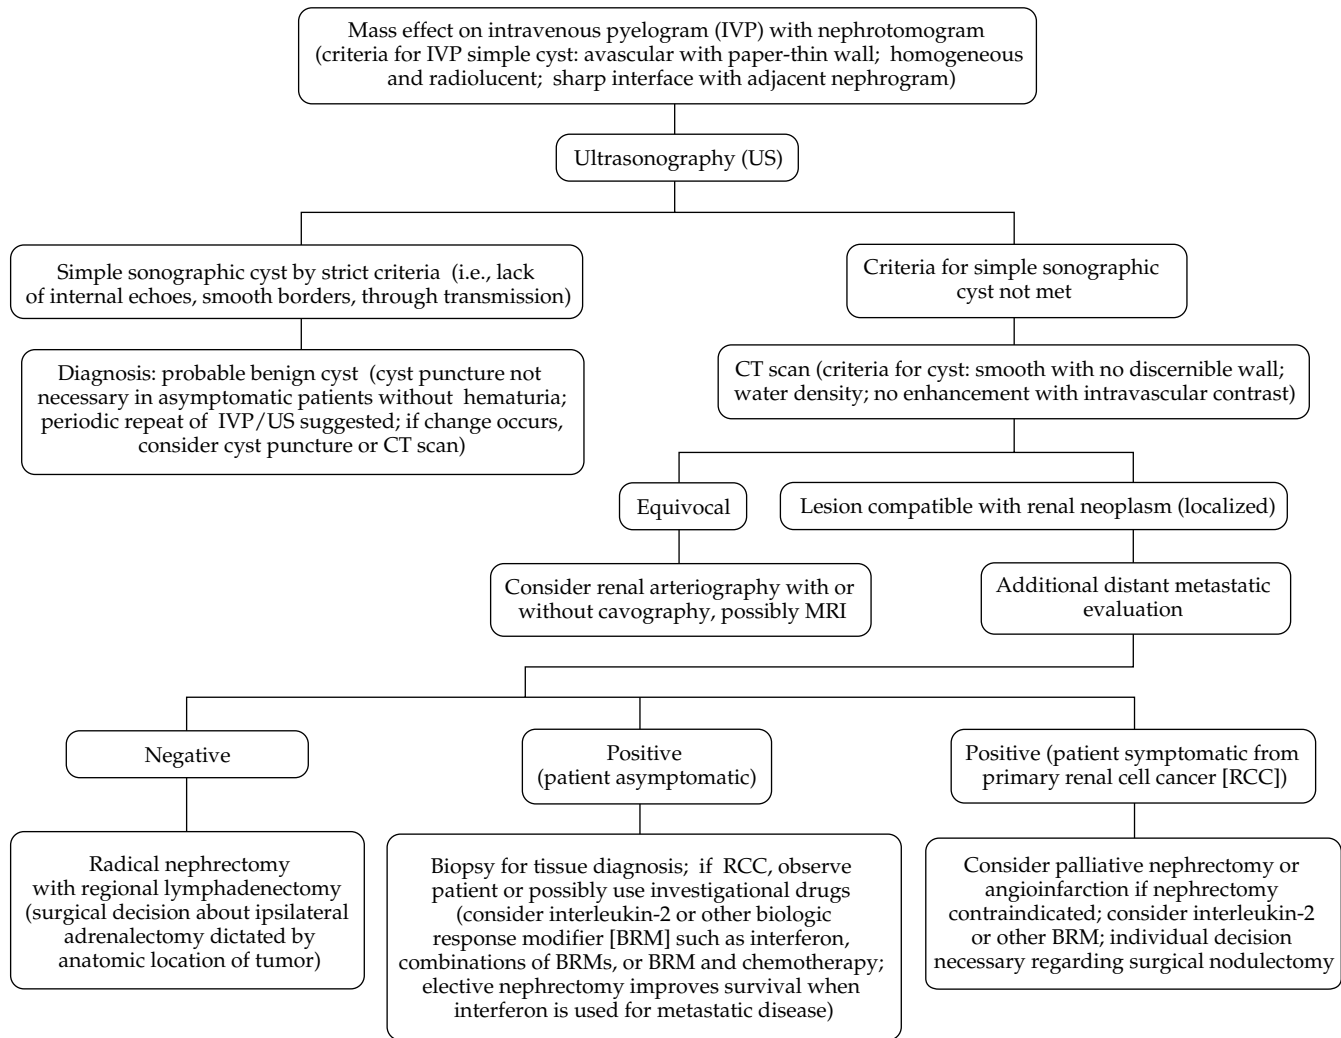 Mass effect on intravenous pyelogram (IVP) with nephrotomogram
(criteria for IVP simple cyst: avascular with paper-thin wall; homogeneous
and radiolucent; sharp interface with adjacent nephrogram)
Ultrasonography (US)
Simple sonographic cyst by strict criteria (i.e., lack
of internal echoes, smooth borders, through transmission)
Criteria for simple sonographic
cyst not met
Diagnosis: probable benign cyst (cyst puncture not
necessary in asymptomatic patients without hematuria;
periodic repeat of IVP/US suggested; if change occurs,
consider cyst puncture or CT scan)
CT scan (criteria for cyst: smooth with no discernible wall;
water density; no enhancement with intravascular contrast)
Equivocal
Lesion compatible with renal neoplasm (localized)
Consider renal arteriography with or
without cavography, possibly MRI
Additional distant metastatic
evaluation
Negative
Positive
(patient asymptomatic)
Positive (patient symptomatic from
primary renal cell cancer [RCC])
Radical nephrectomy
with regional lymphadenectomy
(surgical decision about ipsilateral
adrenalectomy dictated by
anatomic location of tumor)
Biopsy for tissue diagnosis; if RCC, observe
patient or possibly use investigational drugs
(consider interleukin-2 or other biologic
response modifier [BRM] such as interferon,
combinations of BRMs, or BRM and chemotherapy;
elective nephrectomy improves survival when
interferon is used for metastatic disease)
Consider palliative nephrectomy or
angioinfarction if nephrectomy
contraindicated; consider interleukin-2
or other BRM; individual decision
necessary regarding surgical nodulectomy